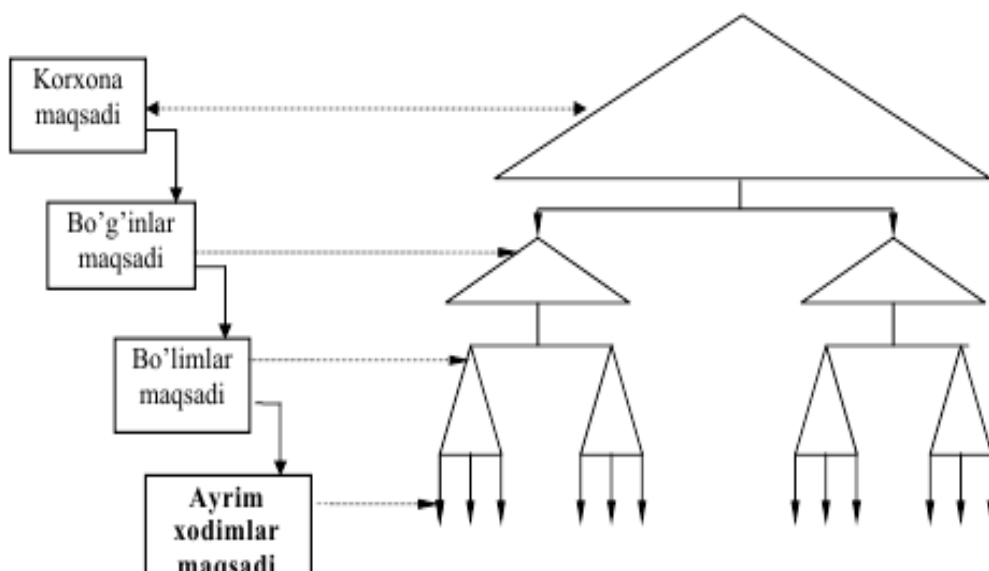 Korxona
maqsadi
Bo’g’inlar
maqsadi
Bo’limlar
maqsadi
Ayrim
xodimlar
maqsadi